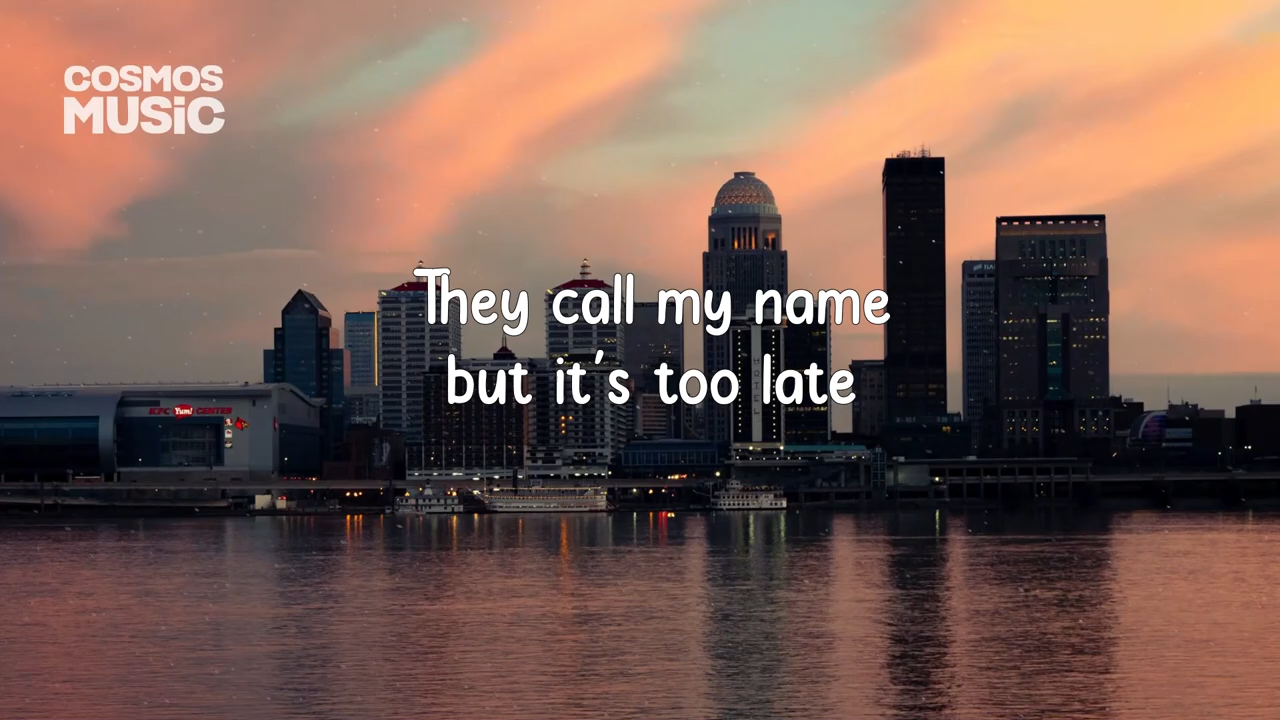 COSMOS
MUSiC
They call my name
but it's too late
KFC Yum! CENTER